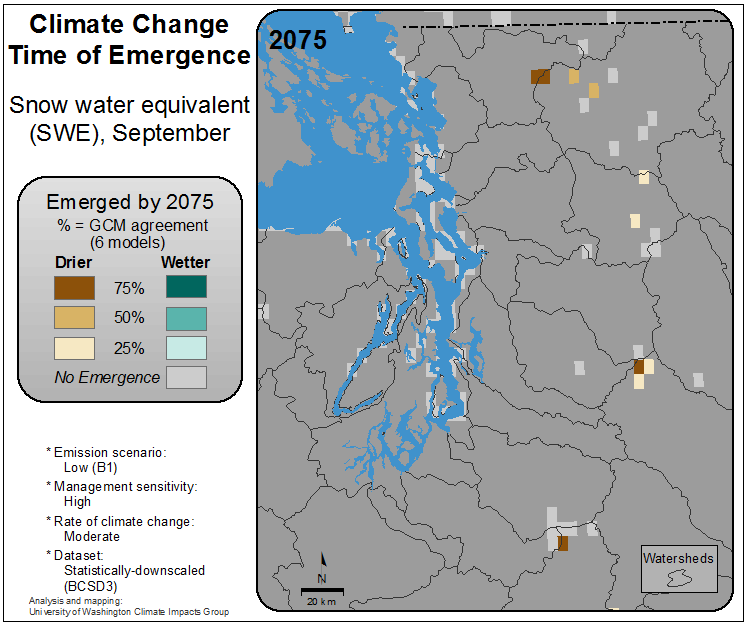 Climate Change
Time of Emergence
Snow water equivalent
(SWE), September
Emerged by 2075
% = GCM agreement
(6 models)
Drier Wetter
75%
50%
25%
No Emergence
* Emission scenario:
Low (B1)
* Management sensitivity:
High
* Rate of climate change:
Moderate
* Dataset:
Statistically-downscaled
(BCSD3)
Analysis and mapping:
University of Washington Climate Impacts Group
2075
N
20 km
Watersheds